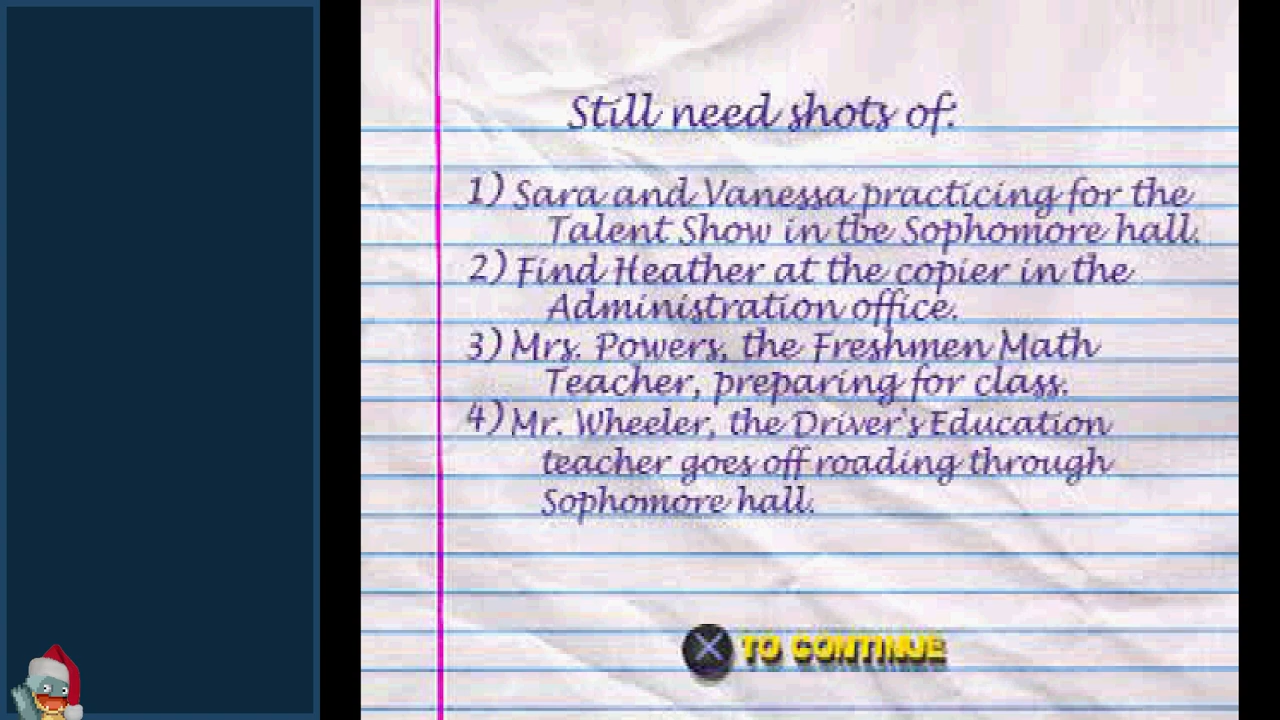 Still need shots of:
1) Sara and Vanessa practicing for the
Talent Show in tbe Sophomore hall.
2) Find Heather at the copier in the
Administration office.
3) Mrs. Powers, the Freshmen Math
Teacher, preparing for class.
4) Mr. Wheeler, the Driver's Education
teacher goes off roading through
Sophomore hall.
TO CONTINUE